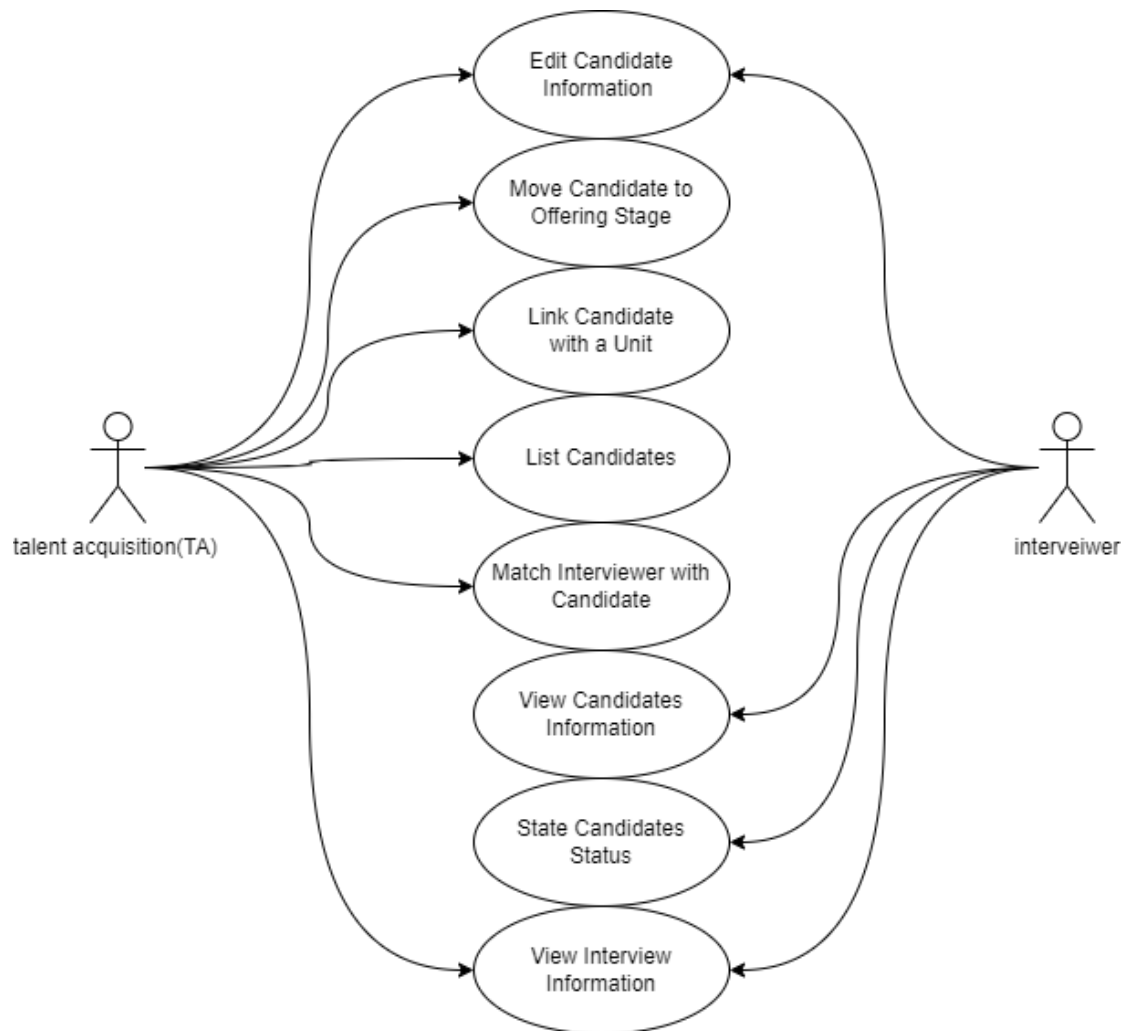 Edit Candidate
Information
Move Candidate to
Offering Stage
Link Candidate
with a Unit
List Candidates
talent acquisition(TA)
interveiwer
Match Interviewer with
Candidate
View Candidates
Information
State Candidates
Status
View Interview
Information